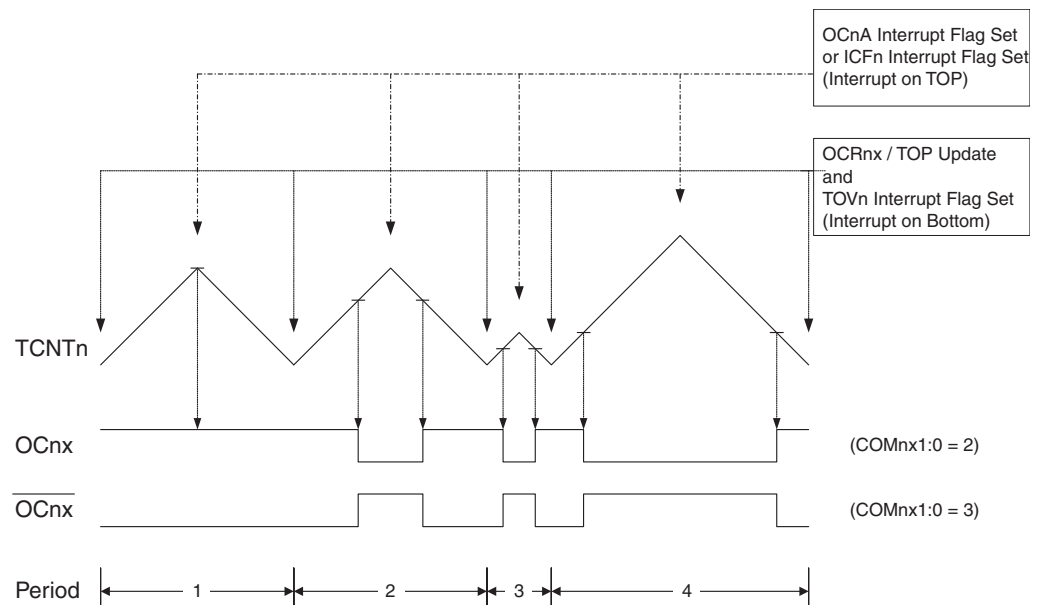 OCnA Interrupt Flag Set
or ICFn Interrupt Flag Set
(Interrupt on TOP)
OCRnx / TOP Update
and
TOVn Interrupt Flag Set
(Interrupt on Bottom)
TCNTn
OCnx
(COMnx1:0 = 2)
OCnx
(COMnx1:0 = 3)
Period
1
2
3
4